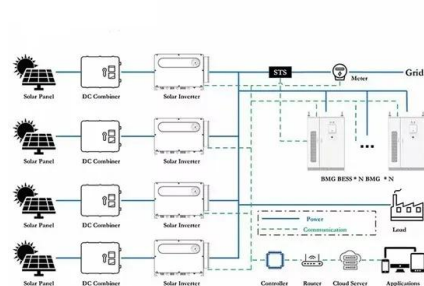 STS
Meter
Grid
Solar Panel
DC Combiner
Solar Inverter
Solar Panel
DC Combiner
Solar Inverter
BMG BESS * N BMG * N
Solar Panel
DC Combiner
Solar Inverter
Power
Communication
Load
Solar Panel
DC Combiner
Solar Inverter
Controller
Router
Cloud Server
Applications